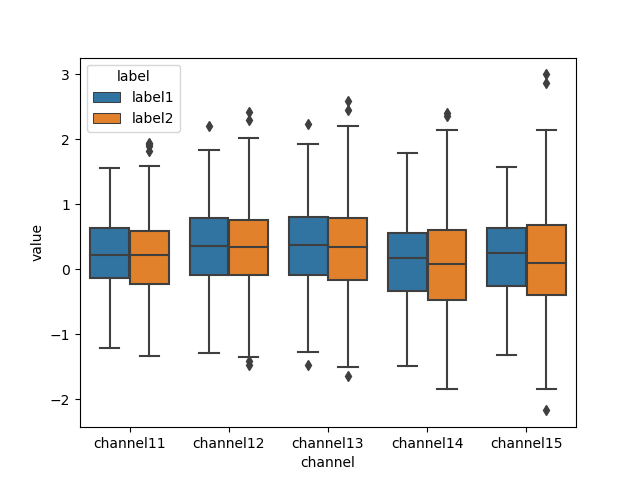 3
2
1
0
−1
−2
value
label
label1
label2
channel11 channel12 channel13 channel14 channel15
channel